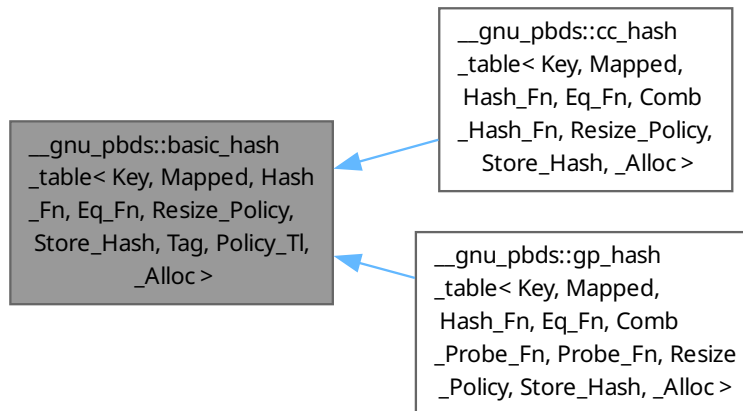 __gnu_pbds::basic_hash
_table< Key, Mapped, Hash
_Fn, Eq_Fn, Resize_Policy,
Store_Hash, Tag, Policy_Tl,
_Alloc >
__gnu_pbds::cc_hash
_table< Key, Mapped,
Hash_Fn, Eq_Fn, Comb
_Hash_Fn, Resize_Policy,
Store_Hash, _Alloc >
__gnu_pbds::gp_hash
_table< Key, Mapped,
Hash_Fn, Eq_Fn, Comb
_Probe_Fn, Probe_Fn, Resize
_Policy, Store_Hash, _Alloc >